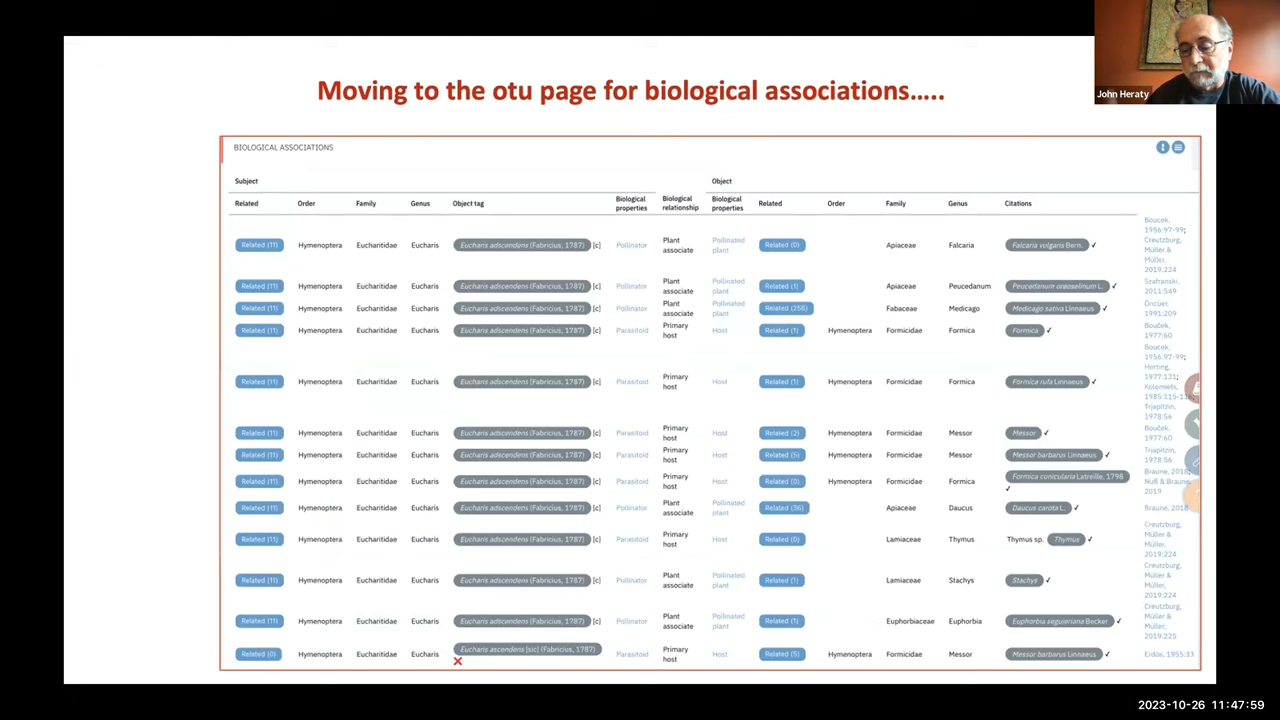 Moving to the otu page for biological associations.....
John Heraty
BIOLOGICAL ASSOCIATIONS
Subject Object
Related Order Family Genus Object tag Biological properties Biological relationship Biological properties Related Order Family Genus Citations
Related (11) Hymenoptera Eucharitidae Eucharis Eucharis adscendens (Fabricius, 1787) [c] Pollinator Plant associate Pollinated plant Related (0) Apiaceae Falcaria Falcaria vulgaris Bern. ✓ Boucek, 1956:97-99; Creutzburg, Müller & Müller, 2019:224
Related (11) Hymenoptera Eucharitidae Eucharis Eucharis adscendens (Fabricius, 1787) [c] Pollinator Plant associate Pollinated plant Related (1) Apiaceae Peucedanum Peucedanum oreoselinum L. ✓ Szafranski, 2011:549
Related (11) Hymenoptera Eucharitidae Eucharis Eucharis adscendens (Fabricius, 1787) [c] Pollinator Plant associate Pollinated plant Related (256) Fabaceae Medicago Medicago sativa Linnaeus ✓ Öncüer, 1991:209
Related (11) Hymenoptera Eucharitidae Eucharis Eucharis adscendens (Fabricius, 1787) [c] Parasitoid Primary host Host Related (1) Hymenoptera Formicidae Formica Formica ✓ Bouček, 1977:60
Related (11) Hymenoptera Eucharitidae Eucharis Eucharis adscendens (Fabricius, 1787) [c] Parasitoid Primary host Host Related (1) Hymenoptera Formicidae Formica Formica rufa Linnaeus ✓ Boucek, 1956:97-99; Herting, 1977:121; Kolomiets, 1985:115-11 Trjapitzin, 1978:56
Related (11) Hymenoptera Eucharitidae Eucharis Eucharis adscendens (Fabricius, 1787) [c] Parasitoid Primary host Host Related (2) Hymenoptera Formicidae Messor Messor ✓ Bouček, 1977:60
Related (11) Hymenoptera Eucharitidae Eucharis Eucharis adscendens (Fabricius, 1787) [c] Parasitoid Primary host Host Related (5) Hymenoptera Formicidae Messor Messor barbarus Linnaeus ✓ Trjapitzin, 1978:56
Related (11) Hymenoptera Eucharitidae Eucharis Eucharis adscendens (Fabricius, 1787) [c] Parasitoid Primary host Host Related (0) Hymenoptera Formicidae Formica Formica cunicularia Latreille, 1798 ✓ Braune, 2018; Nuß & Braune, 2019
Related (11) Hymenoptera Eucharitidae Eucharis Eucharis adscendens (Fabricius, 1787) [c] Pollinator Plant associate Pollinated plant Related (36) Apiaceae Daucus Daucus carota L. ✓ Braune, 2018
Related (11) Hymenoptera Eucharitidae Eucharis Eucharis adscendens (Fabricius, 1787) [c] Parasitoid Primary host Host Related (0) Lamiaceae Thymus Thymus sp. Thymus ✓ Creutzburg, Müller & Müller, 2019:224
Related (11) Hymenoptera Eucharitidae Eucharis Eucharis adscendens (Fabricius, 1787) [c] Pollinator Plant associate Pollinated plant Related (1) Lamiaceae Stachys Stachys ✓ Creutzburg, Müller & Müller, 2019:224
Related (11) Hymenoptera Eucharitidae Eucharis Eucharis adscendens (Fabricius, 1787) [c] Pollinator Plant associate Pollinated plant Related (1) Euphorbiaceae Euphorbia Euphorbia seguieriana Becker ✓ Creutzburg, Müller & Müller, 2019:225
Related (0) Hymenoptera Eucharitidae Eucharis Eucharis ascendens [sic] (Fabricius, 1787) ✗ Parasitoid Primary host Host Related (5) Hymenoptera Formicidae Messor Messor barbarus Linnaeus ✓ Erdős, 1955:33
2023-10-26 11:47:59